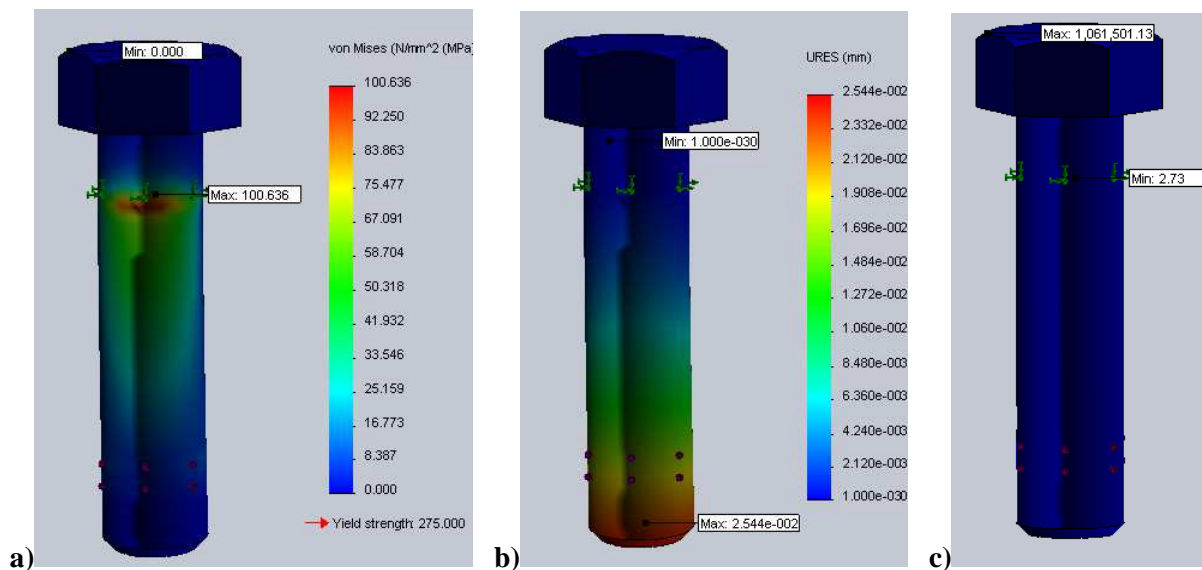 Min: 0.000
von Mises (N/mm^2 (MPa)
100.636
92.250
83.863
75.477
67.091
58.704
50.318
41.932
33.546
25.159
16.773
8.387
0.000
Yield strength: 275.000
Max: 100.636
a)
URES (mm)
2.544e-002
2.332e-002
2.120e-002
1.908e-002
1.696e-002
1.484e-002
1.272e-002
1.060e-002
8.480e-003
6.360e-003
4.240e-003
2.120e-003
1.000e-030
Min: 1.000e-030
Max: 2.544e-002
b)
Max: 1,061,501.13
Min: 2.73
c)